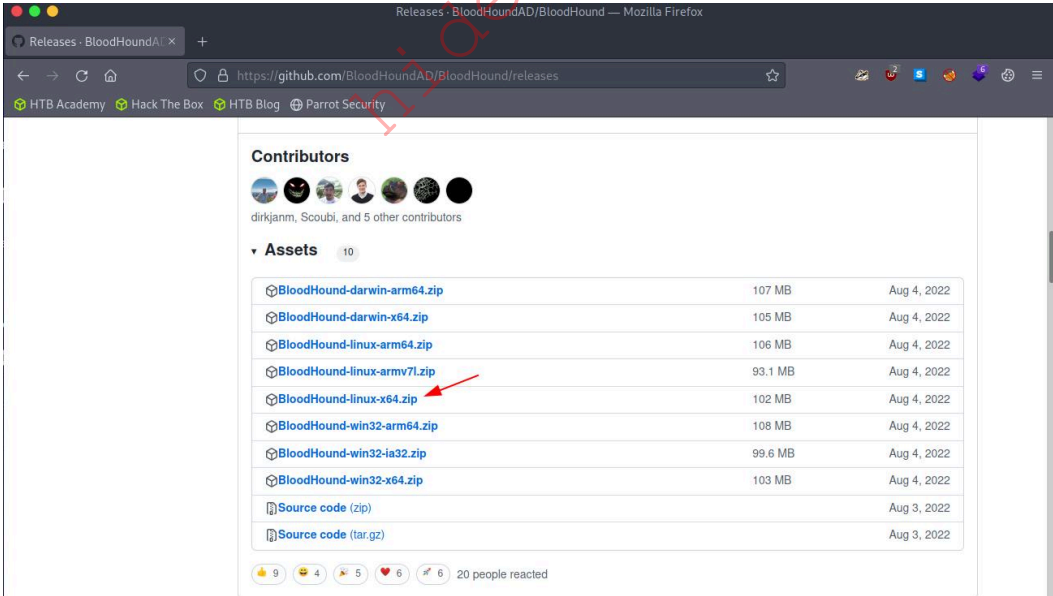 Releases · BloodHoundAD/BloodHound — Mozilla Firefox
Releases · BloodHoundAD
https://github.com/BloodHoundAD/BloodHound/releases
HTB Academy Hack The Box HTB Blog Parrot Security
Contributors
dirkjanm, Scoubi, and 5 other contributors
Assets 10
BloodHound-darwin-arm64.zip 107 MB Aug 4, 2022
BloodHound-darwin-x64.zip 105 MB Aug 4, 2022
BloodHound-linux-arm64.zip 106 MB Aug 4, 2022
BloodHound-linux-armv7l.zip 93.1 MB Aug 4, 2022
BloodHound-linux-x64.zip 102 MB Aug 4, 2022
BloodHound-win32-arm64.zip 108 MB Aug 4, 2022
BloodHound-win32-ia32.zip 99.6 MB Aug 4, 2022
BloodHound-win32-x64.zip 103 MB Aug 4, 2022
Source code (zip) Aug 3, 2022
Source code (tar.gz) Aug 3, 2022
9 4 5 6 6 20 people reacted